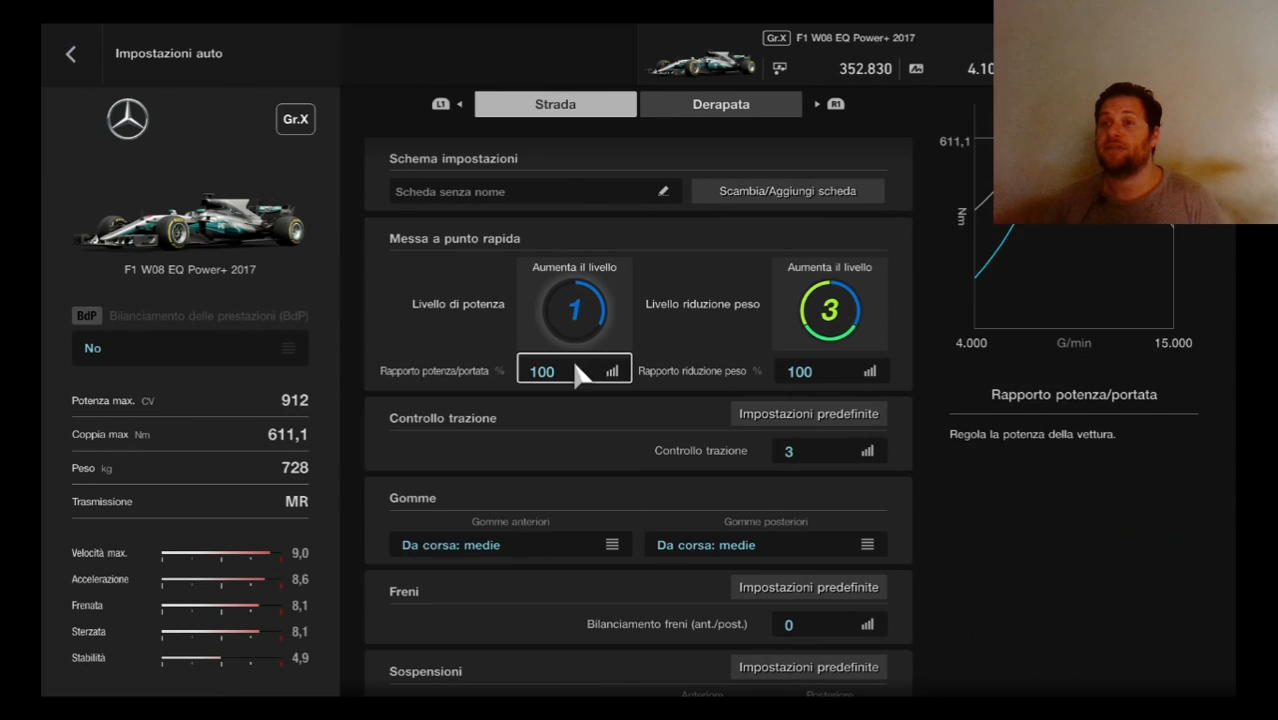 Impostazioni auto
Gr.X F1 W08 EQ Power+ 2017
352.830 4.10
Gr.X
F1 W08 EQ Power+ 2017
BdP Bilanciamento delle prestazioni (BdP)
No
Potenza max. CV 912
Coppia max Nm 611,1
Peso kg 728
Trasmissione MR
Velocità max. 9,0
Accelerazione 8,6
Frenata 8,1
Sterzata 8,1
Stabilità 4,9
L1 Strada Derapata R1
Schema impostazioni
Scheda senza nome Scambia/Aggiungi scheda
Messa a punto rapida
Aumenta il livello Aumenta il livello
Livello di potenza 1 Livello riduzione peso 3
Rapporto potenza/portata % 100 Rapporto riduzione peso % 100
Controllo trazione Impostazioni predefinite
Controllo trazione 3
Gomme
Gomme anteriori Gomme posteriori
Da corsa: medie Da corsa: medie
Freni Impostazioni predefinite
Bilanciamento freni (ant./post.) 0
Sospensioni Impostazioni predefinite
Anteriore Posteriore
611,1
Nm
4.000 G/min 15.000
Rapporto potenza/portata
Regola la potenza della vettura.